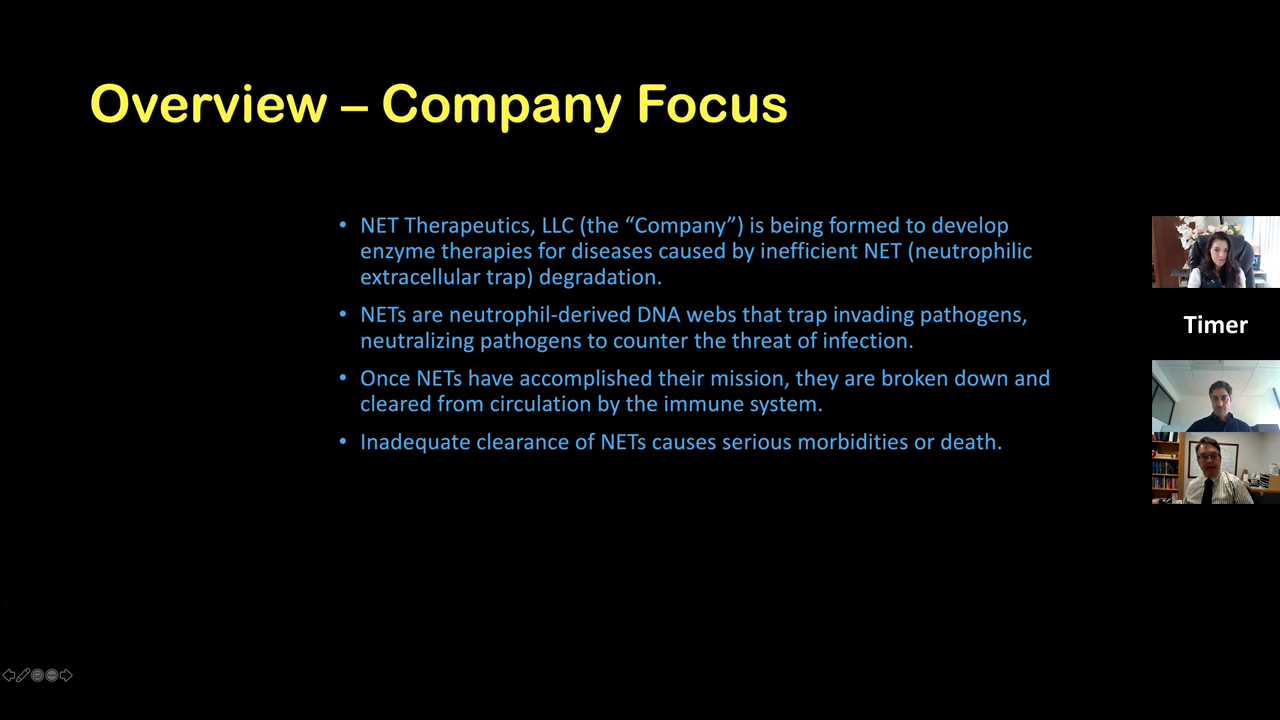 Overview – Company Focus
• NET Therapeutics, LLC (the “Company”) is being formed to develop
enzyme therapies for diseases caused by inefficient NET (neutrophilic
extracellular trap) degradation.
• NETs are neutrophil-derived DNA webs that trap invading pathogens,
neutralizing pathogens to counter the threat of infection.
• Once NETs have accomplished their mission, they are broken down and
cleared from circulation by the immune system.
• Inadequate clearance of NETs causes serious morbidities or death.
Timer